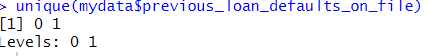 > unique(mydata$previous_loan_defaults_on_file)
[1] 0 1
Levels: 0 1